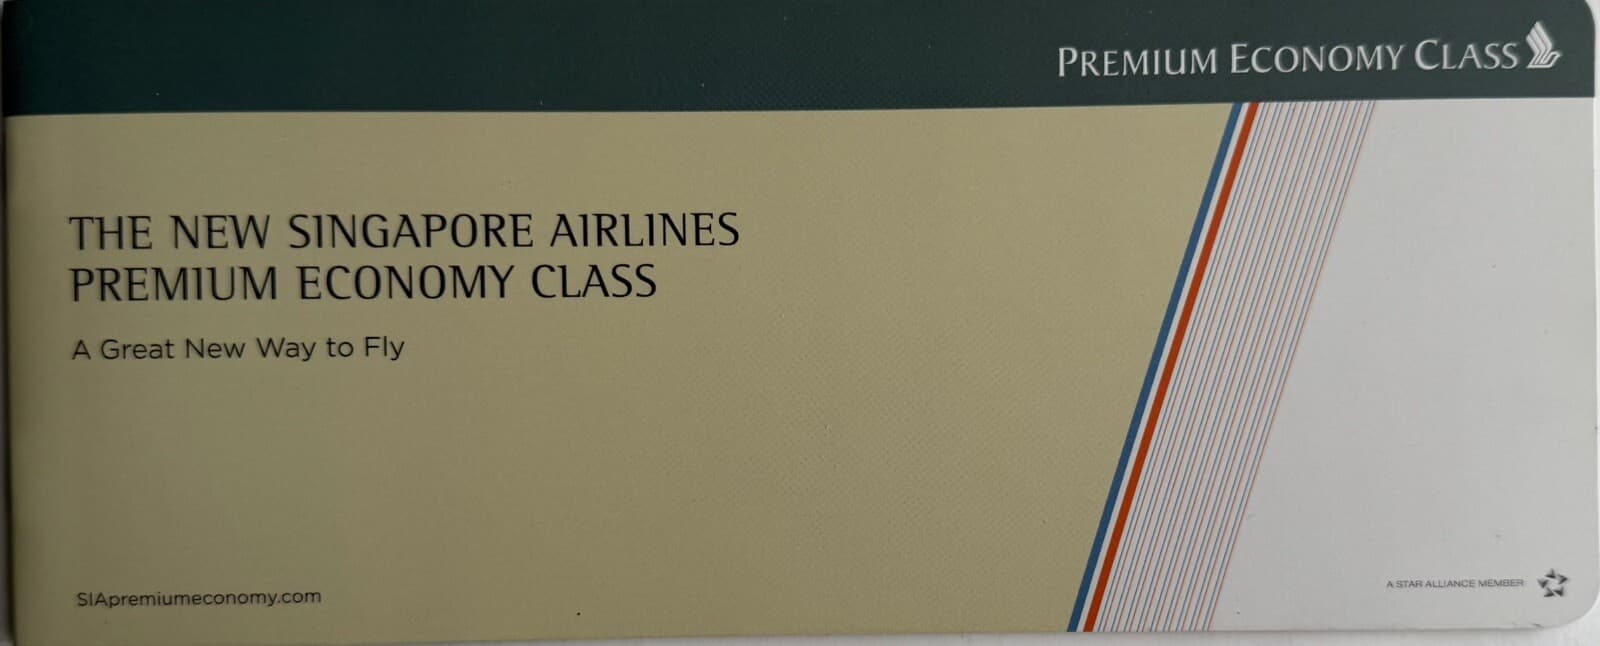 PREMIUM ECONOMY CLASS
THE NEW SINGAPORE AIRLINES
PREMIUM ECONOMY CLASS
A Great New Way to Fly
SIApremiumeconomy.com
A STAR ALLIANCE MEMBER